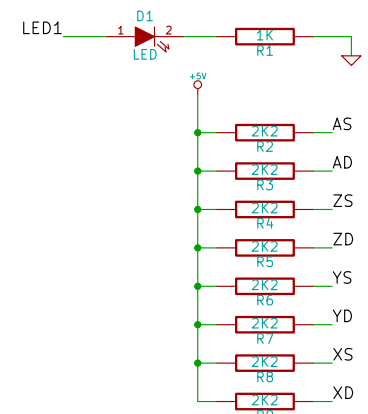 D1
LED1 1 2 1K
LED R1
+5V
2K2 AS
R2
2K2 AD
R3
2K2 ZS
R4
2K2 ZD
R5
2K2 YS
R6
2K2 YD
R7
2K2 XS
R8
2K2 XD